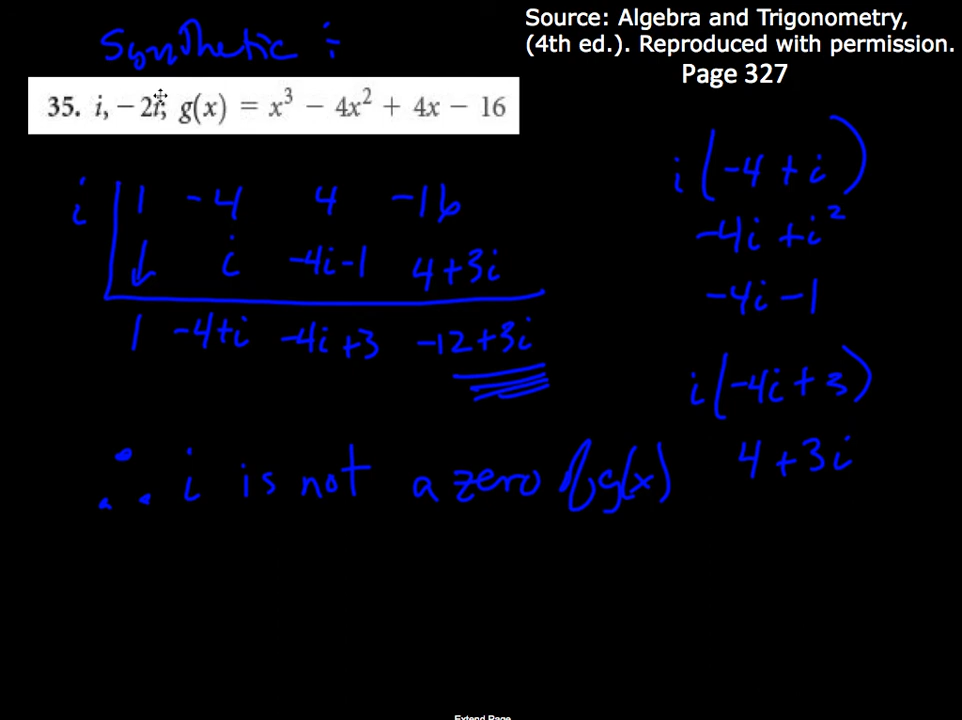 Source: Algebra and Trigonometry,
(4th ed.). Reproduced with permission.
Page 327
Synthetic ÷
35. i, − 2i; g(x) = x³ − 4x² + 4x − 16
i | 1 -4 4 -16
↓ i -4i-1 4+3i
1 -4+i -4i+3 -12+3i
i(-4+i)
-4i+i²
-4i-1
i(-4i+3)
4+3i
∴ i is not a zero of g(x)
Extend Page